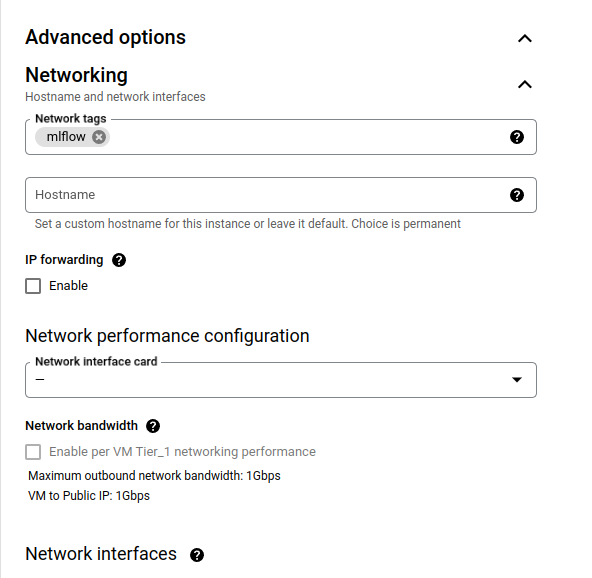 Advanced options
Networking
Hostname and network interfaces
Network tags
mlflow
Hostname
Set a custom hostname for this instance or leave it default. Choice is permanent
IP forwarding
Enable
Network performance configuration
Network interface card
–
Network bandwidth
Enable per VM Tier_1 networking performance
Maximum outbound network bandwidth: 1Gbps
VM to Public IP: 1Gbps
Network interfaces